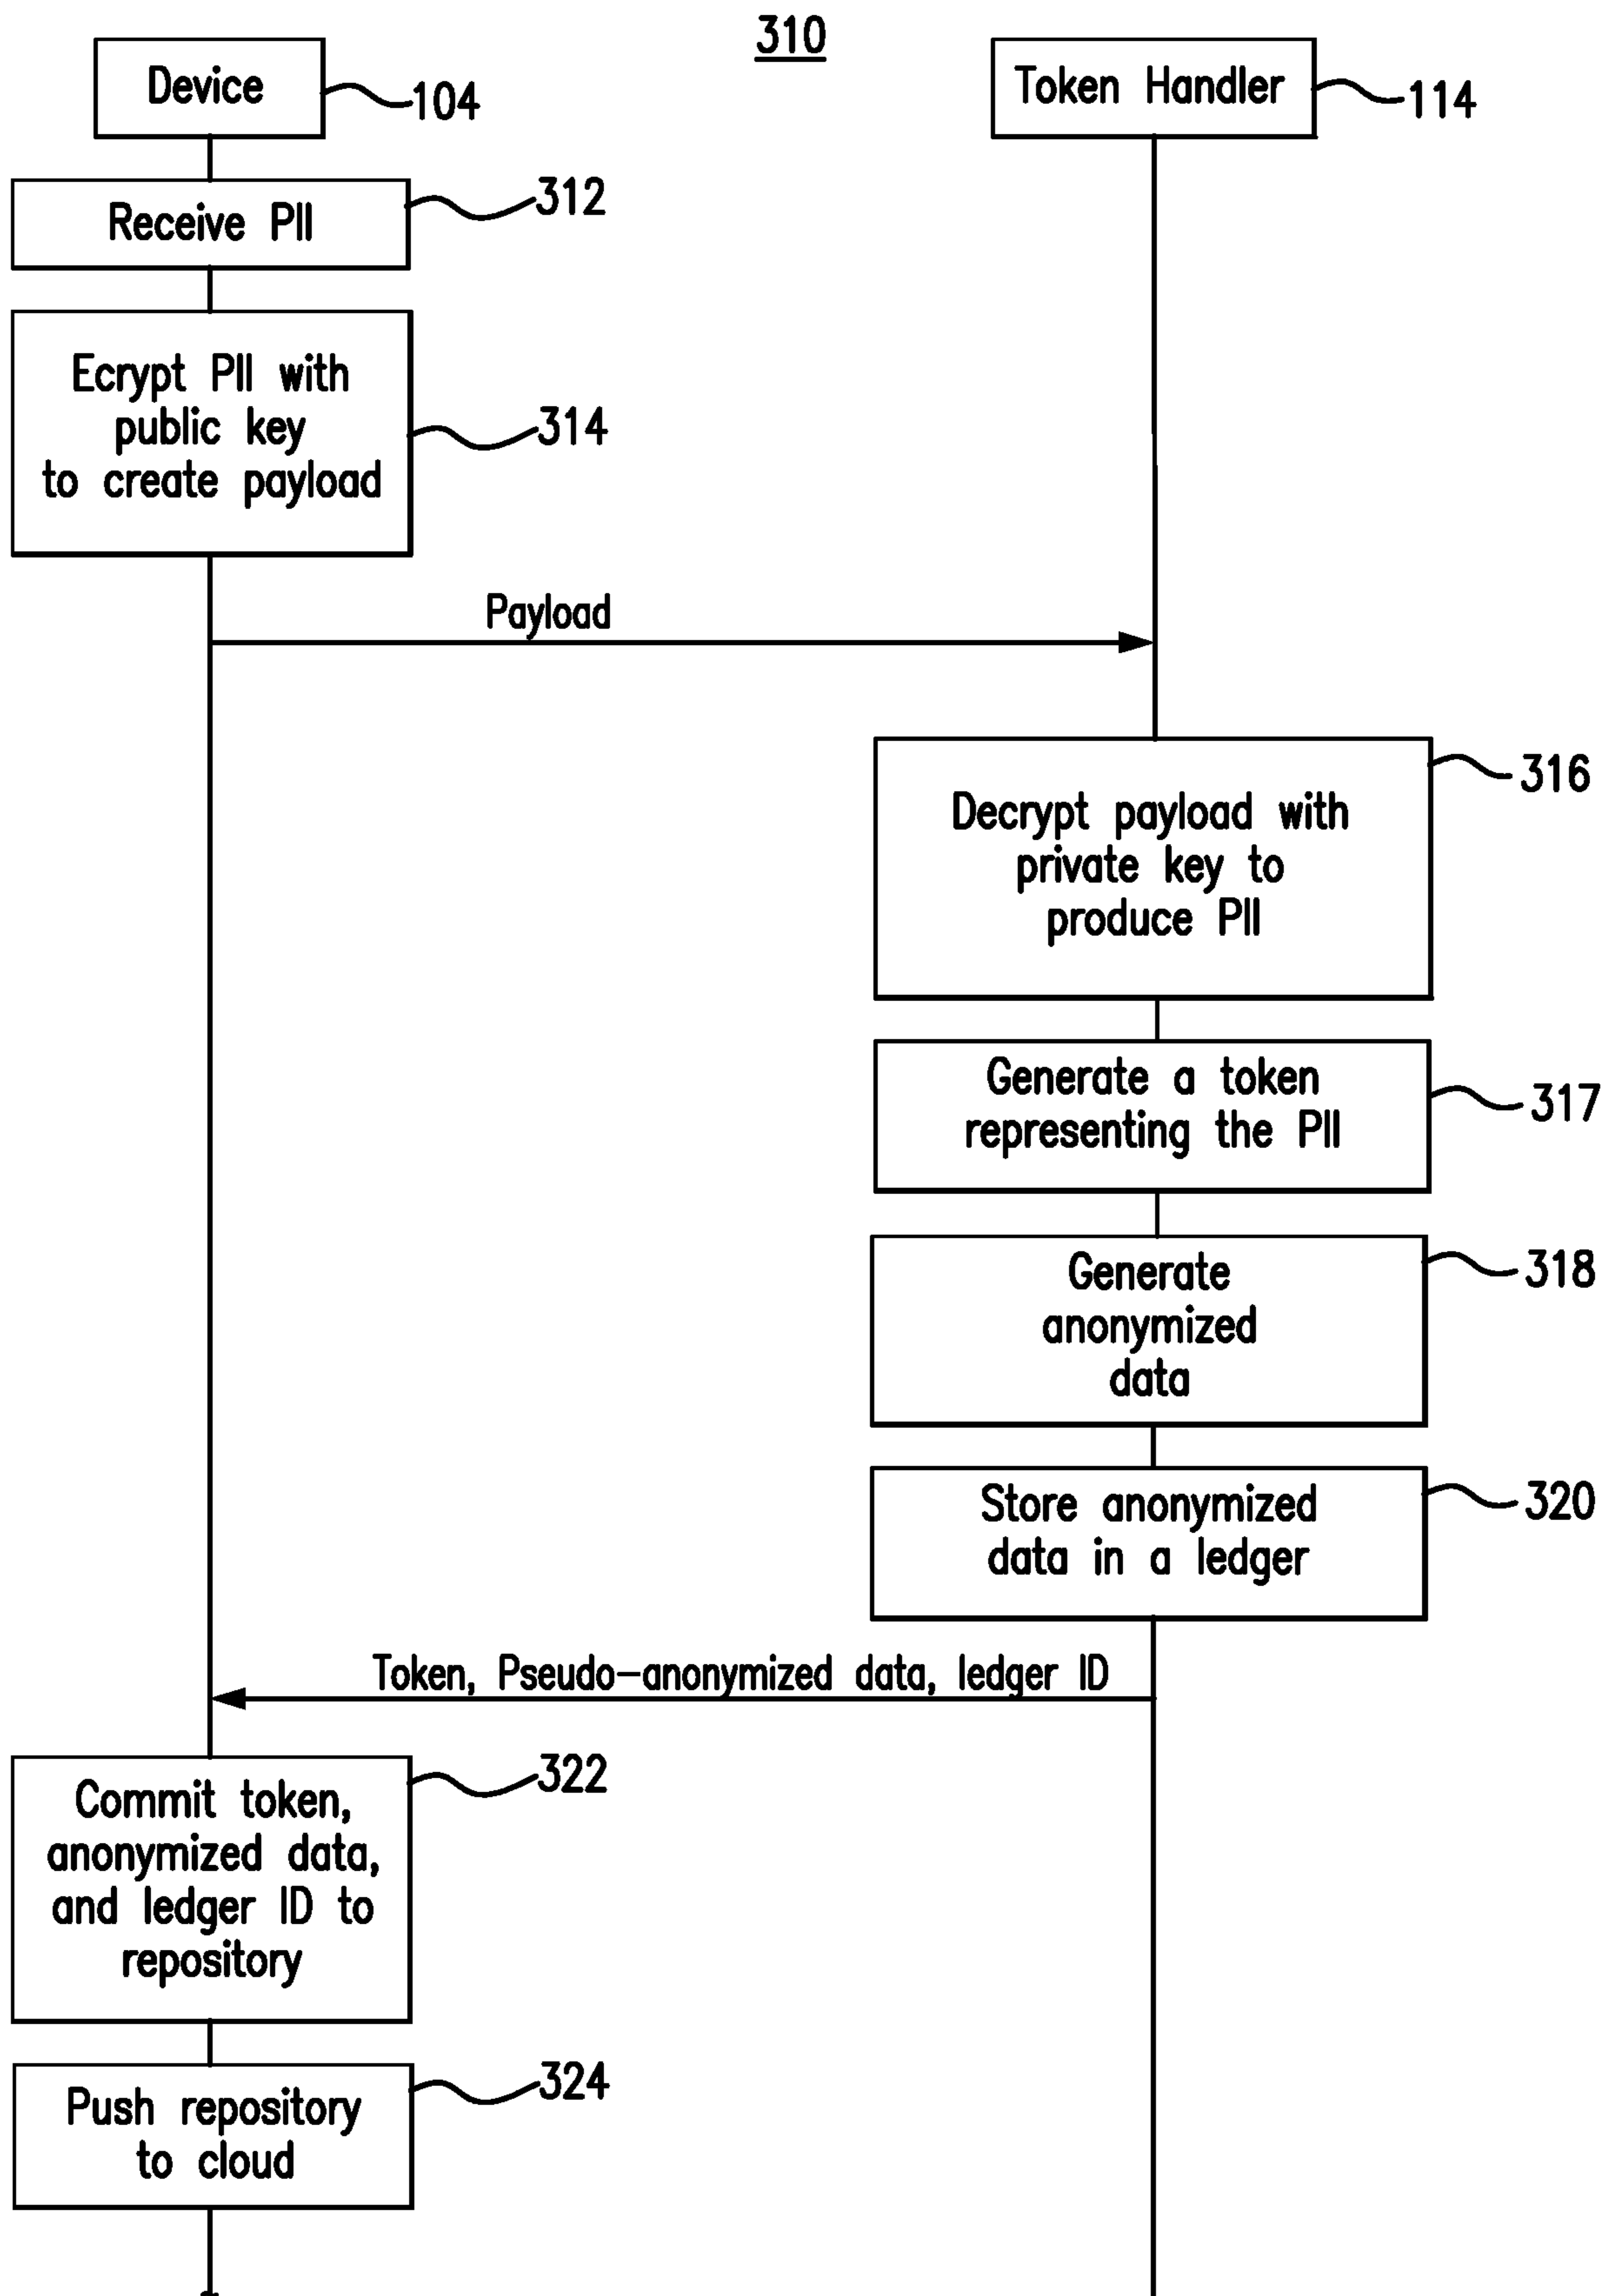 310
Device
104
Token Handler
114
Receive PII
312
Ecrypt PII with
public key
to create payload
314
Payload
Decrypt payload with
private key to
produce PII
316
Generate a token
representing the PII
317
Generate
anonymized
data
318
Store anonymized
data in a ledger
320
Token, Pseudo-anonymized data, ledger ID
Commit token,
anonymized data,
and ledger ID to
repository
322
Push repository
to cloud
324